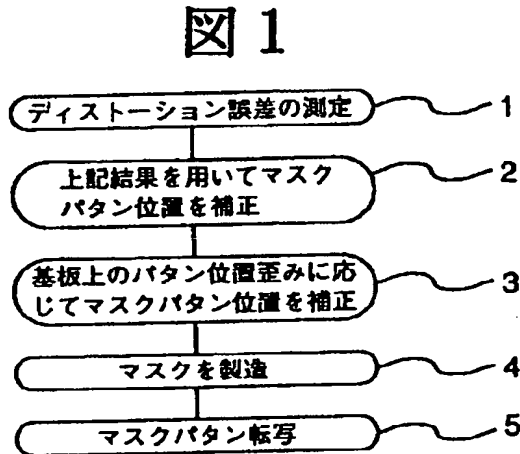 図1
ディストーション誤差の測定
1
上記結果を用いてマスク
パタン位置を補正
2
基板上のパタン位置歪みに応
じてマスクパタン位置を補正
3
マスクを製造
4
マスクパタン転写
5